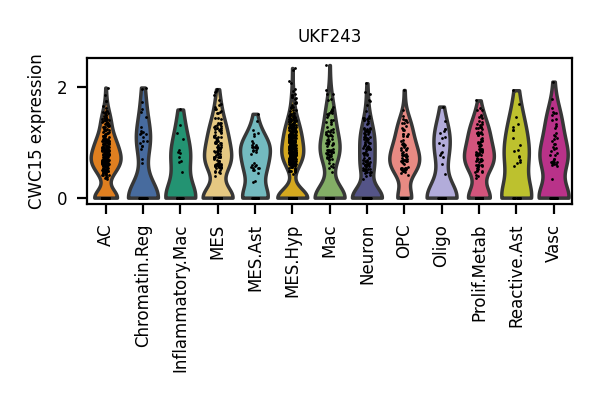 UKF243
CWC15 expression
2
0
AC
Chromatin.Reg
Inflammatory.Mac
MES
MES.Ast
MES.Hyp
Mac
Neuron
OPC
Oligo
Prolif.Metab
Reactive.Ast
Vasc